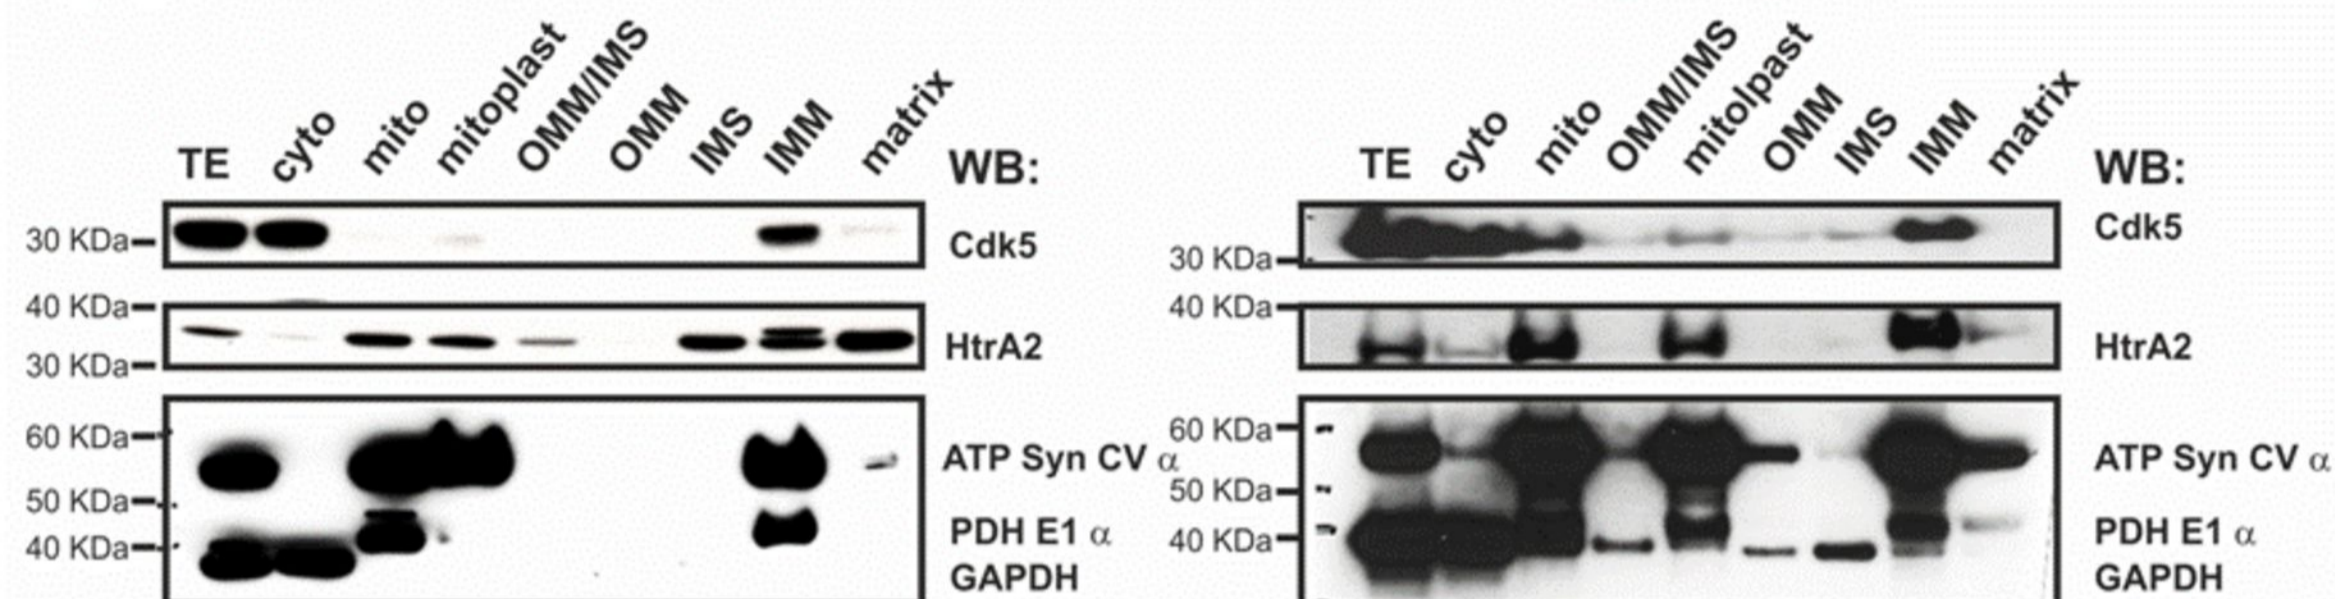 TE cyto mito mitoplast OMM/IMS OMM IMS IMM matrix WB:
30 KDa Cdk5
40 KDa
30 KDa HtrA2
60 KDa ATP Syn CV α
50 KDa PDH E1 α
40 KDa GAPDH
TE cyto mito OMM/IMS mitolpast OMM IMS IMM matrix WB:
30 KDa Cdk5
40 KDa HtrA2
60 KDa ATP Syn CV α
50 KDa PDH E1 α
40 KDa GAPDH